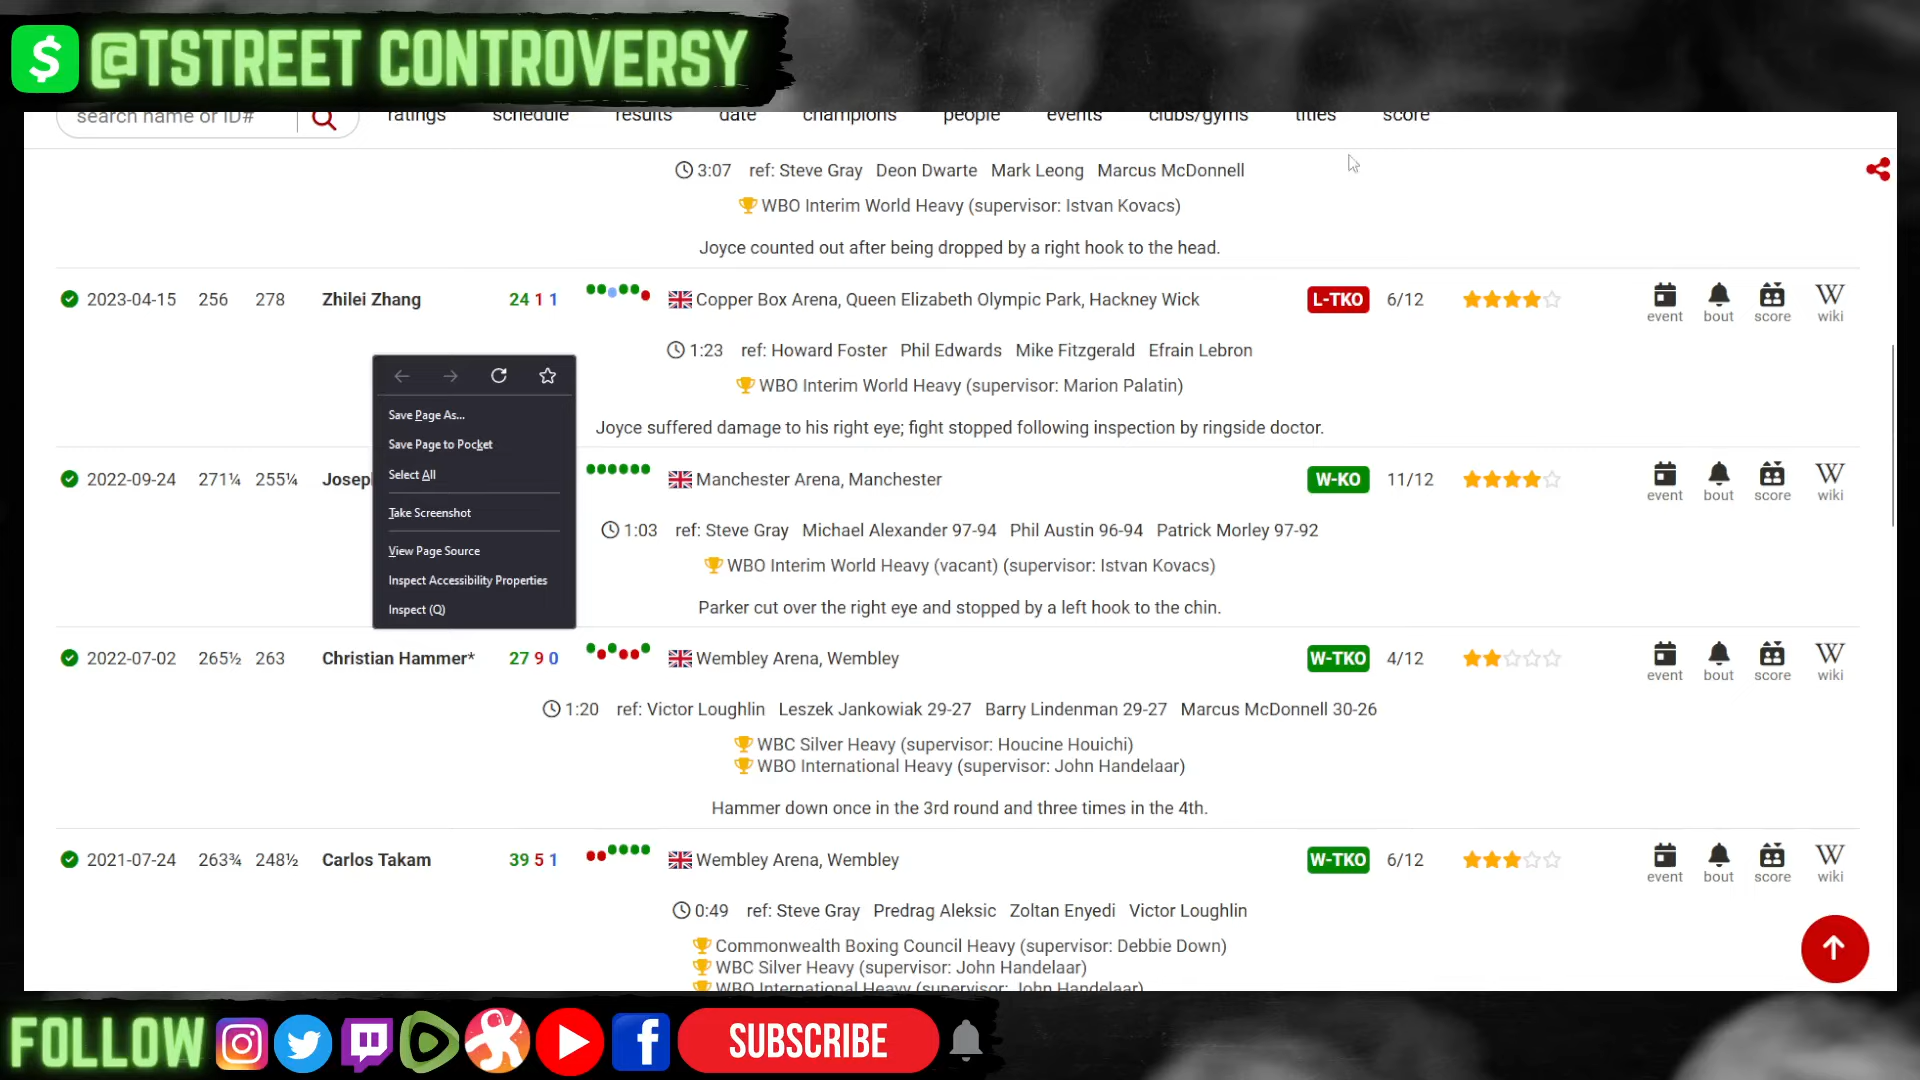 $ @TSTREET CONTROVERSY
search name or ID# ratings schedule results date champions people events clubs/gyms titles score
3:07 ref: Steve Gray Deon Dwarte Mark Leong Marcus McDonnell
WBO Interim World Heavy (supervisor: Istvan Kovacs)
Joyce counted out after being dropped by a right hook to the head.
2023-04-15 256 278 Zhilei Zhang 24 1 1 Copper Box Arena, Queen Elizabeth Olympic Park, Hackney Wick L-TKO 6/12 event bout score W wiki
1:23 ref: Howard Foster Phil Edwards Mike Fitzgerald Efrain Lebron
WBO Interim World Heavy (supervisor: Marion Palatin)
Joyce suffered damage to his right eye; fight stopped following inspection by ringside doctor.
2022-09-24 271¼ 255¼ Joseph Manchester Arena, Manchester W-KO 11/12 event bout score W wiki
1:03 ref: Steve Gray Michael Alexander 97-94 Phil Austin 96-94 Patrick Morley 97-92
WBO Interim World Heavy (vacant) (supervisor: Istvan Kovacs)
Parker cut over the right eye and stopped by a left hook to the chin.
Save Page As...
Save Page to Pocket
Select All
Take Screenshot
View Page Source
Inspect Accessibility Properties
Inspect (Q)
2022-07-02 265½ 263 Christian Hammer* 27 9 0 Wembley Arena, Wembley W-TKO 4/12 event bout score W wiki
1:20 ref: Victor Loughlin Leszek Jankowiak 29-27 Barry Lindenman 29-27 Marcus McDonnell 30-26
WBC Silver Heavy (supervisor: Houcine Houichi)
WBO International Heavy (supervisor: John Handelaar)
Hammer down once in the 3rd round and three times in the 4th.
2021-07-24 263¾ 248½ Carlos Takam 39 5 1 Wembley Arena, Wembley W-TKO 6/12 event bout score W wiki
0:49 ref: Steve Gray Predrag Aleksic Zoltan Enyedi Victor Loughlin
Commonwealth Boxing Council Heavy (supervisor: Debbie Down)
WBC Silver Heavy (supervisor: John Handelaar)
WBO International Heavy (supervisor: John Handelaar)
FOLLOW f SUBSCRIBE